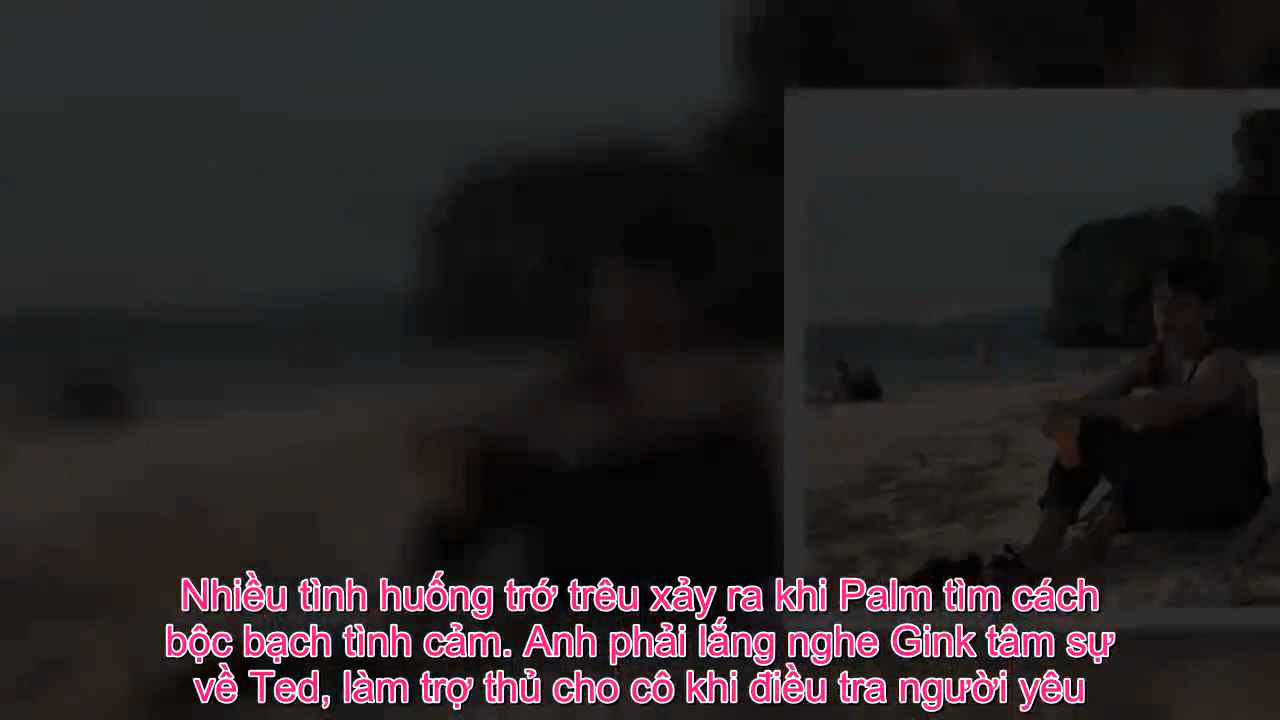 Nhiều tình huống trớ trêu xảy ra khi Palm tìm cách
bộc bạch tình cảm. Anh phải lắng nghe Gink tâm sự
về Ted, làm trợ thủ cho cô khi điều tra người yêu